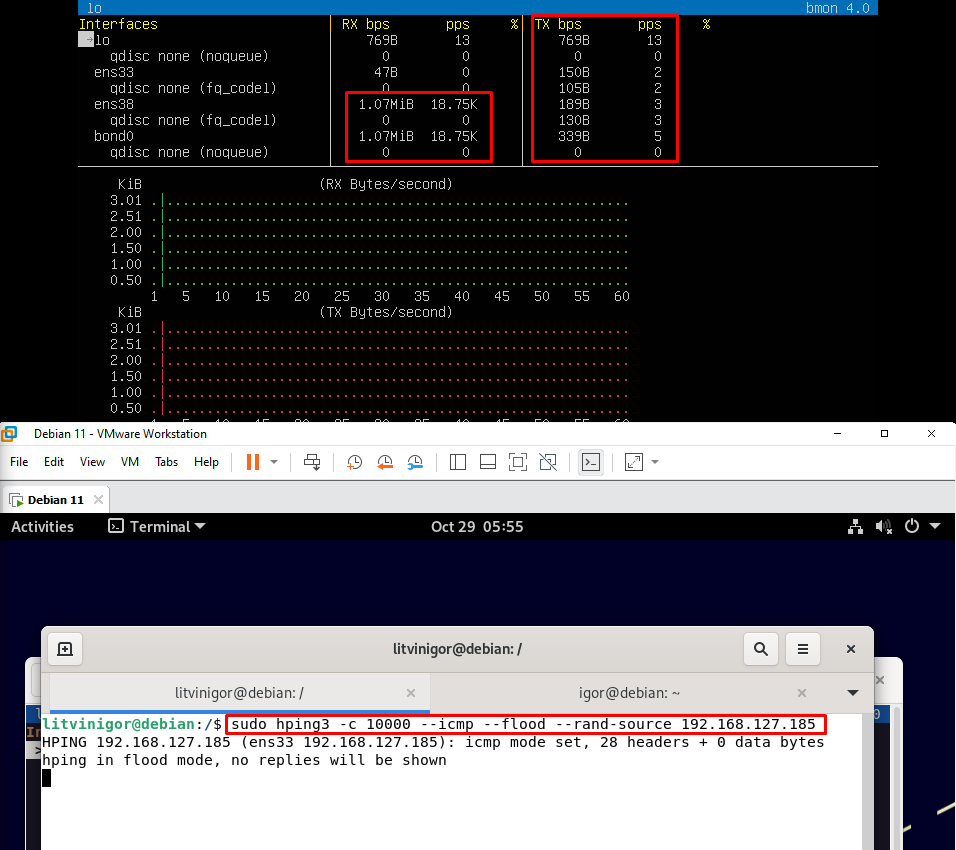 lo bmon 4.0
Interfaces RX bps pps % TX bps pps %
→lo 769B 13 769B 13
qdisc none (noqueue) 0 0 0 0
ens33 47B 0 150B 2
qdisc none (fq_codel) 0 0 105B 2
ens38 1.07MiB 18.75K 189B 3
qdisc none (fq_codel) 0 0 130B 3
bond0 1.07MiB 18.75K 339B 5
qdisc none (noqueue) 0 0 0 0
KiB (RX Bytes/second)
3.01
2.51
2.00
1.50
1.00
0.50
1 5 10 15 20 25 30 35 40 45 50 55 60
KiB (TX Bytes/second)
3.01
2.51
2.00
1.50
1.00
0.50
Debian 11 - VMware Workstation
File Edit View VM Tabs Help
Debian 11
Activities Terminal Oct 29 05:55
litvinigor@debian: /
litvinigor@debian: / igor@debian: ~
litvinigor@debian:/$ sudo hping3 -c 10000 --icmp --flood --rand-source 192.168.127.185
HPING 192.168.127.185 (ens33 192.168.127.185): icmp mode set, 28 headers + 0 data bytes
hping in flood mode, no replies will be shown